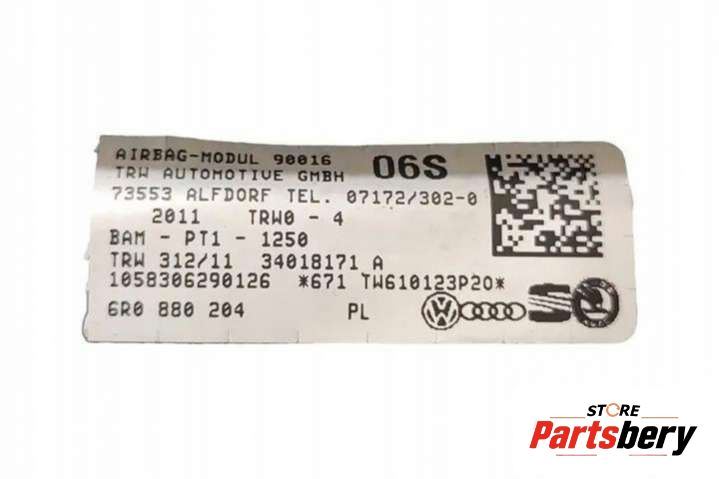 AIRBAG-MODUL 90016 06S
TRW AUTOMOTIVE GMBH
73553 ALFDORF TEL. 07172/302-0
2011 TRW0 - 4
BAM - PT1 - 1250
TRW 312/11 34018171 A
1058306290126 *671 TW610123P20*
6R0 880 204 PL
STORE
Partsbery